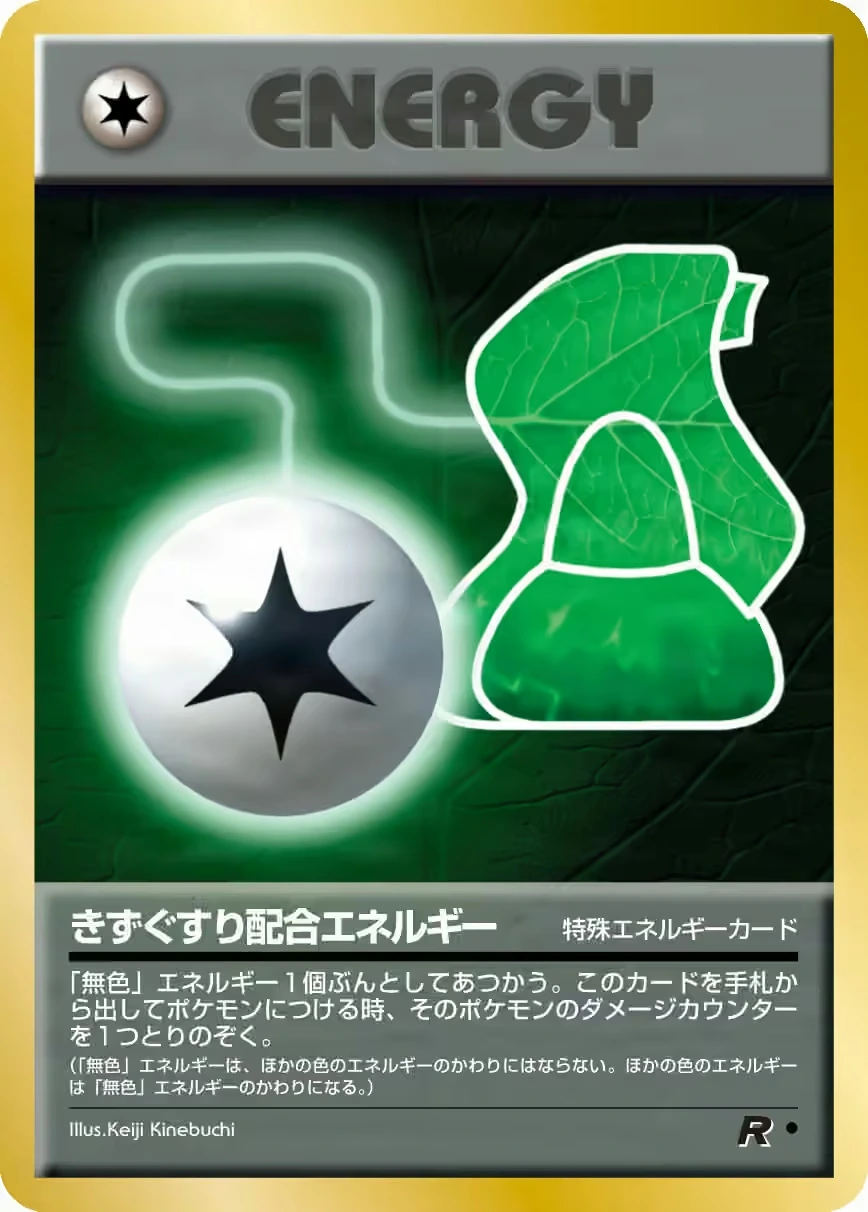 ENERGY
きずぐすり配合エネルギー 特殊エネルギーカード
「無色」エネルギー1個ぶんとしてあつかう。このカードを手札か
ら出してポケモンにつける時、そのポケモンのダメージカウンター
を1つとりのぞく。
(「無色」エネルギーは、ほかの色のエネルギーのかわりにはならない。ほかの色のエネルギー
は「無色」エネルギーのかわりになる。)
Illus.Keiji Kinebuchi
R ●